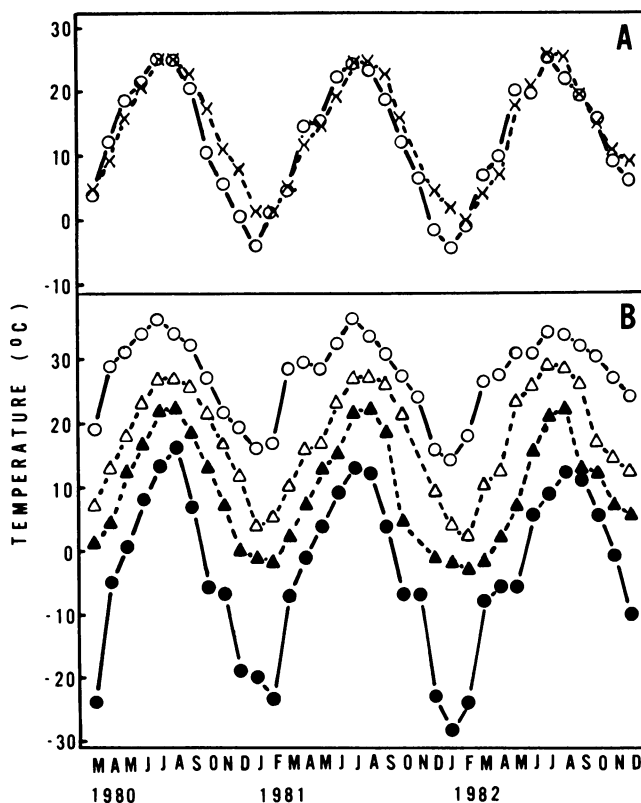 A
30
20
10
0
-10
B
30
20
10
0
-10
-20
-30
TEMPERATURE (°C)
M A M J J A S O N D J F M A M J J A S O N D J F M A M J J A S O N D
1980 1981 1982